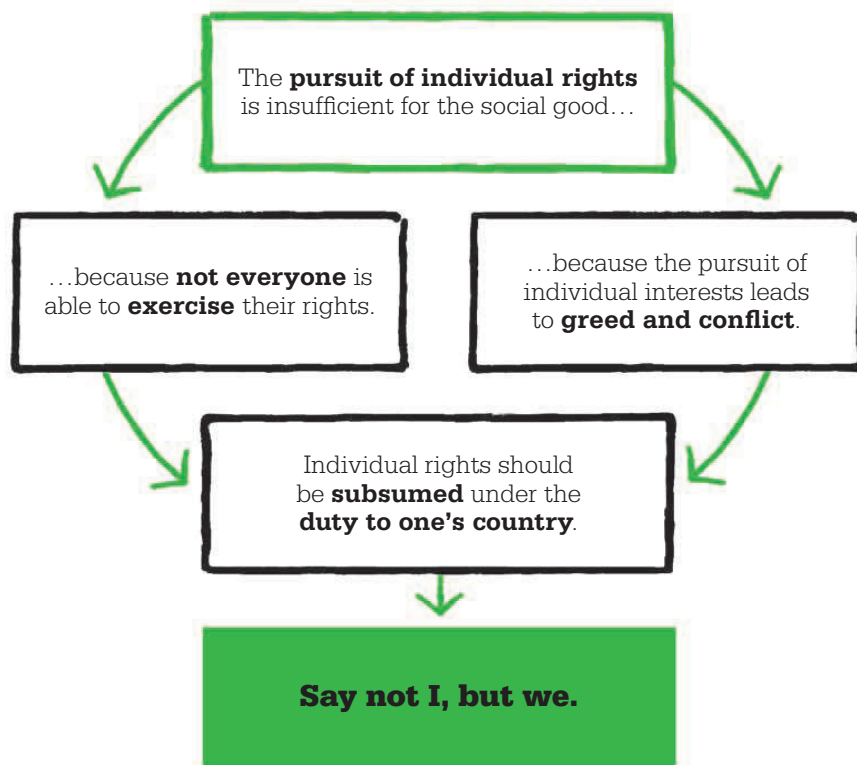 The pursuit of individual rights
is insufficient for the social good…
…because not everyone is
able to exercise their rights.
…because the pursuit of
individual interests leads
to greed and conflict.
Individual rights should
be subsumed under the
duty to one’s country.
Say not I, but we.